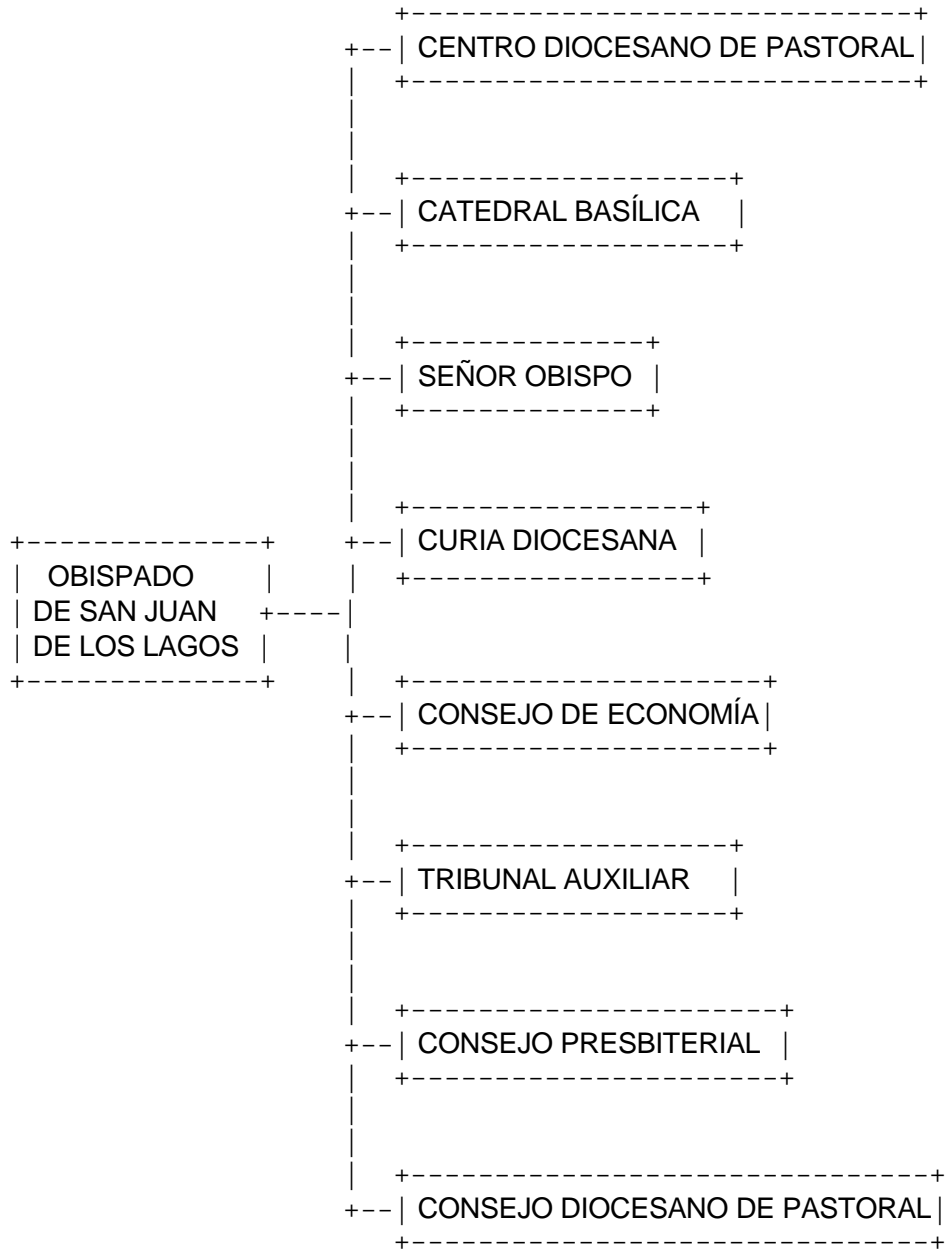 CENTRO DIOCESANO DE PASTORAL
CATEDRAL BASÍLICA
SEÑOR OBISPO
CURIA DIOCESANA
OBISPADO
DE SAN JUAN
DE LOS LAGOS
CONSEJO DE ECONOMÍA
TRIBUNAL AUXILIAR
CONSEJO PRESBITERIAL
CONSEJO DIOCESANO DE PASTORAL